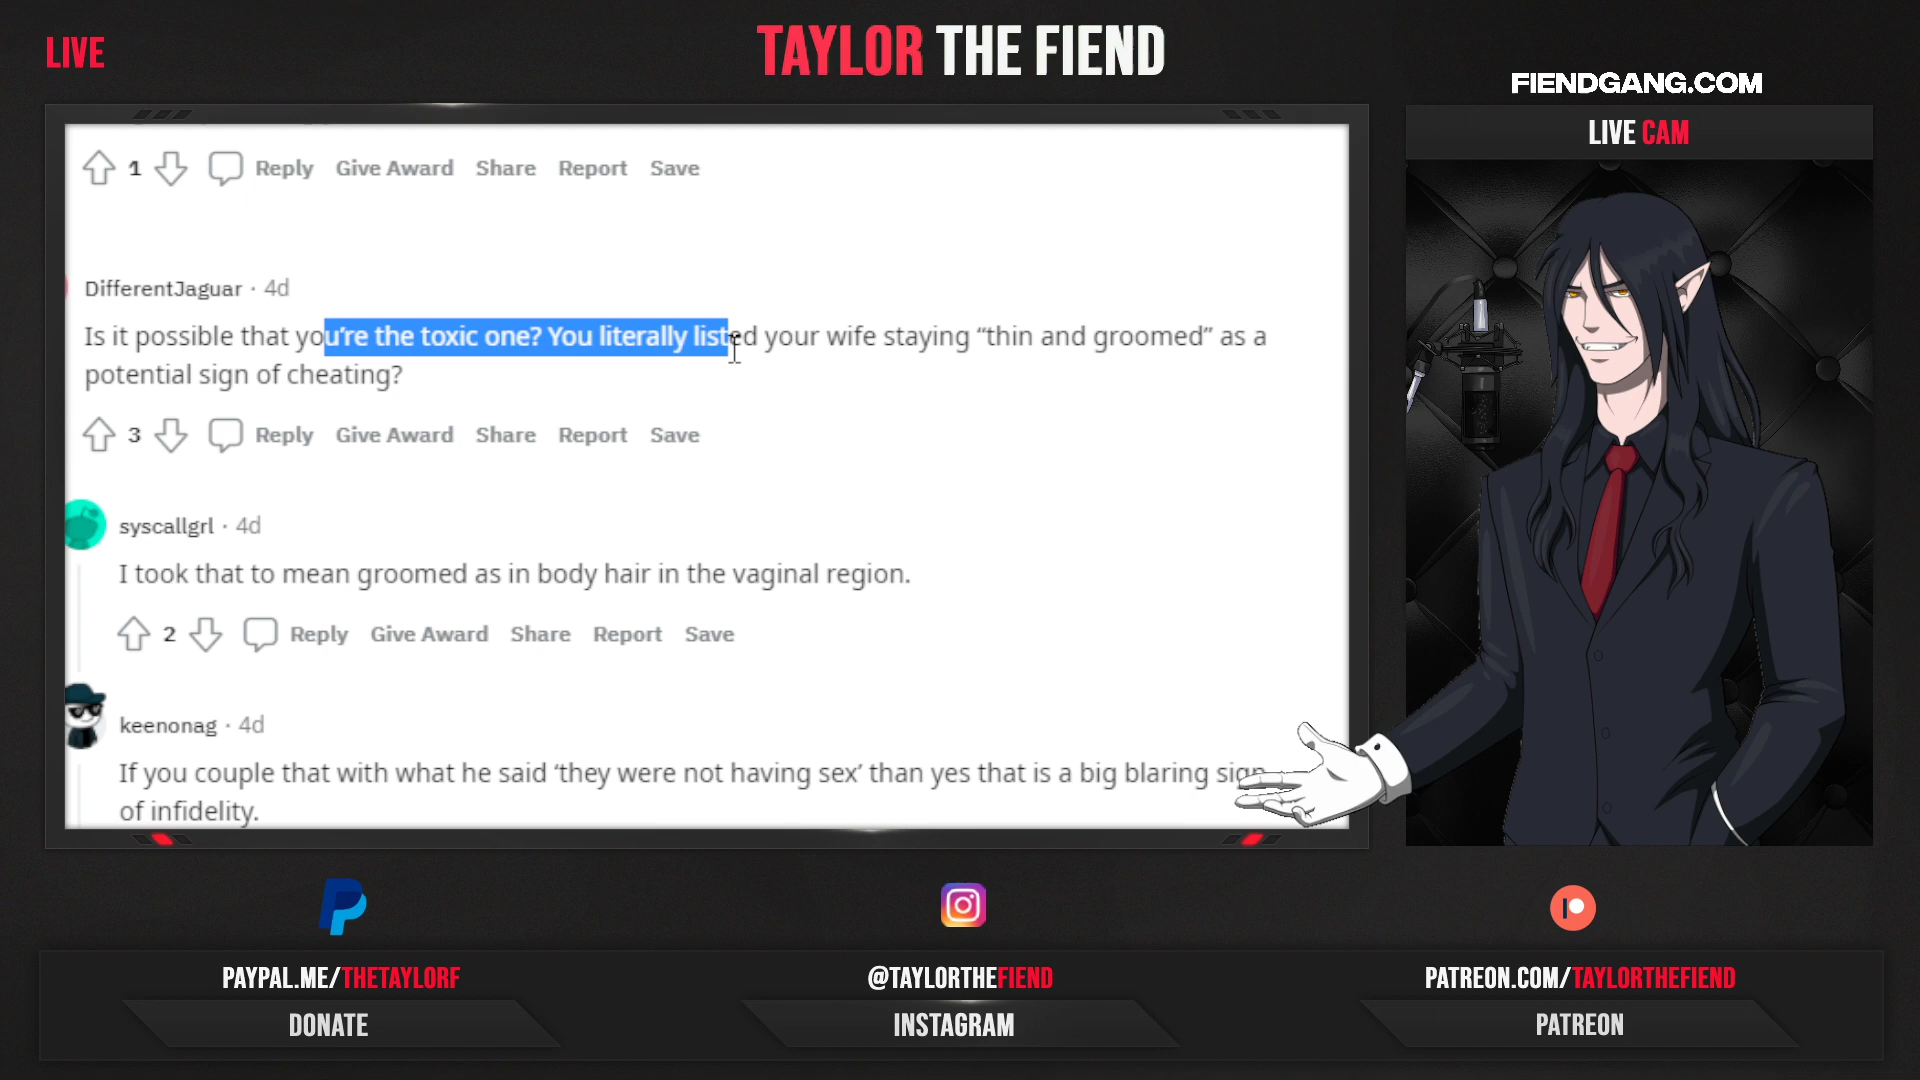 LIVE
TAYLOR THE FIEND
FIENDGANG.COM
LIVE CAM
1 Reply Give Award Share Report Save
DifferentJaguar · 4d
Is it possible that you're the toxic one? You literally listed your wife staying “thin and groomed” as a
potential sign of cheating?
3 Reply Give Award Share Report Save
syscallgrl · 4d
I took that to mean groomed as in body hair in the vaginal region.
2 Reply Give Award Share Report Save
keenonag · 4d
If you couple that with what he said ‘they were not having sex’ than yes that is a big blaring sign
of infidelity.
PAYPAL.ME/THETAYLORF
DONATE
@TAYLORTHEFIEND
INSTAGRAM
PATREON.COM/TAYLORTHEFIEND
PATREON